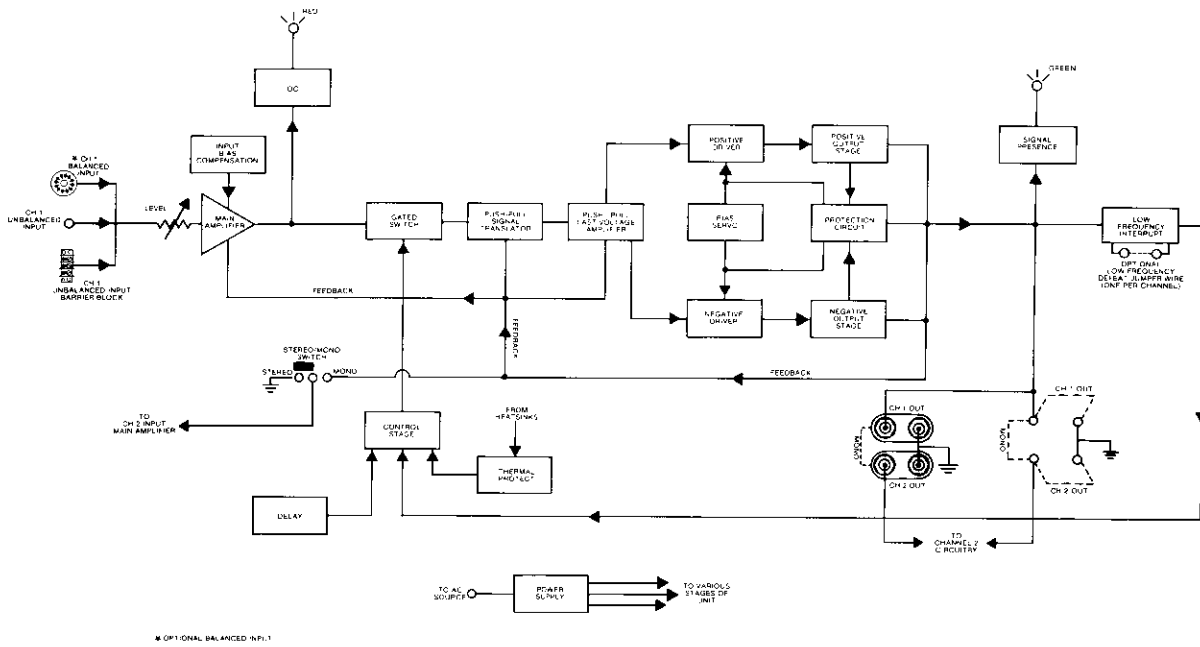 RED
GREEN
INPUT
BIAS
COMPENSATION
POSITIVE
DRIVER
POSITIVE
OUTPUT
STAGE
SIGNAL
PRESENCE
BALANCED
INPUT
CH 1
UNBALANCED
INPUT
CH 1
UNBALANCED INPUT
BARRIER BLOCK
LEVEL
MAIN
AMPLIFIER
GATED
SWITCH
PUSH-PULL
SIGNAL
TRANSLATOR
PUSH-PULL
LAST VOLTAGE
AMPLIFIER
BIAS
SERVO
PROTECTION
CIRCUIT
LOW
FREQUENCY
INTERRUPT
OPTIONAL
LOW FREQUENCY
DEFEAT JUMPER WIRE
(ONE PER CHANNEL)
FEEDBACK
FEEDBACK
NEGATIVE
DRIVER
NEGATIVE
OUTPUT
STAGE
STEREO/MONO
SWITCH
STEREO
MONO
FEEDBACK
TO
CH 2 INPUT
MAIN AMPLIFIER
CONTROL
STAGE
FROM
HEATSINKS
THERMAL
PROTECT
DELAY
CH 1 OUT
MONO
CH 2 OUT
CH 1 OUT
MONO
CH 2 OUT
TO
CHANNEL 2
CIRCUITRY
TO AC
SOURCE
POWER
SUPPLY
TO VARIOUS
STAGES OF
UNIT
* OPTIONAL BALANCED INPUT